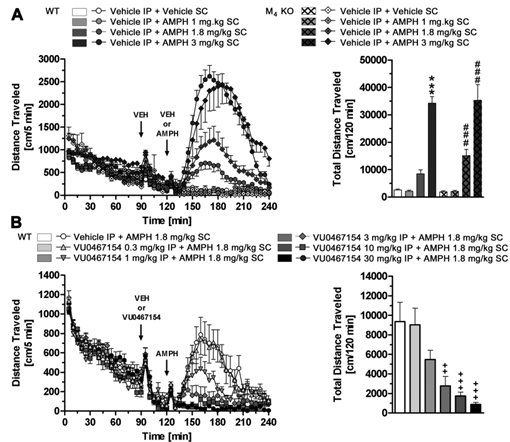 A
WT
Vehicle IP + Vehicle SC
Vehicle IP + AMPH 1 mg/kg SC
Vehicle IP + AMPH 1.8 mg/kg SC
Vehicle IP + AMPH 3 mg/kg SC
M4 KO
Vehicle IP + Vehicle SC
Vehicle IP + AMPH 1 mg.kg SC
Vehicle IP + AMPH 1.8 mg/kg SC
Vehicle IP + AMPH 3 mg/kg SC
Distance Traveled
[cm/5 min]
3000
2500
2000
1500
1000
500
0
VEH
VEH
or
AMPH
0 30 60 90 120 150 180 210 240
Time [min]
Total Distance Traveled
[cm/120 min]
50000
40000
30000
20000
10000
0
***
###
###
B
WT
Vehicle IP + AMPH 1.8 mg/kg SC
VU0467154 0.3 mg/kg IP + AMPH 1.8 mg/kg SC
VU0467154 1 mg/kg IP + AMPH 1.8 mg/kg SC
VU0467154 3 mg/kg IP + AMPH 1.8 mg/kg SC
VU0467154 10 mg/kg IP + AMPH 1.8 mg/kg SC
VU0467154 30 mg/kg IP + AMPH 1.8 mg/kg SC
Distance Traveled
[cm/5 min]
1400
1200
1000
800
600
400
200
0
VEH
or
VU0467154
AMPH
0 30 60 90 120 150 180 210 240
Time [min]
Total Distance Traveled
[cm/120 min]
14000
12000
10000
8000
6000
4000
2000
0
++
+++
+++